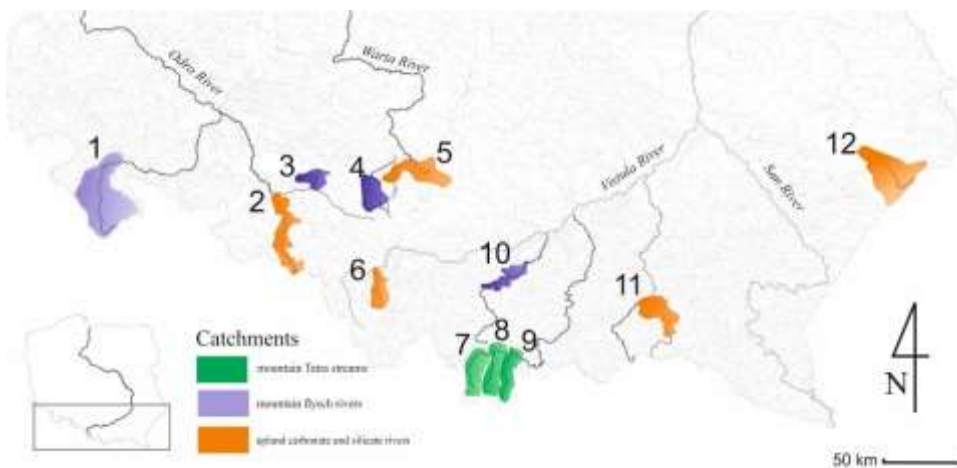 Odra River
Warta River
1
3
4
5
12
2
Vistula River
San River
10
6
11
7
8
9
Catchments
mountain Tatra streams
mountain flysch rivers
upland carbonate and silicate rivers
N
50 km